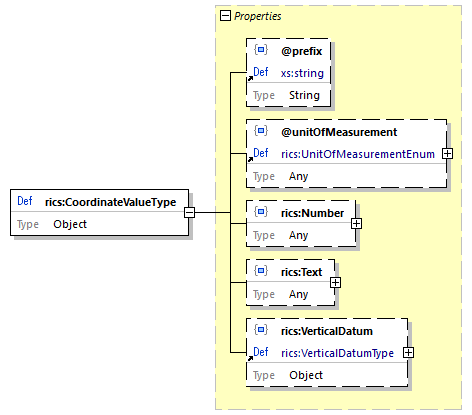 Properties
@prefix
Def xs:string
Type String
@unitOfMeasurement
Def rics:UnitOfMeasurementEnum
Type Any
Def rics:CoordinateValueType
Type Object
rics:Number
Type Any
rics:Text
Type Any
rics:VerticalDatum
Def rics:VerticalDatumType
Type Object